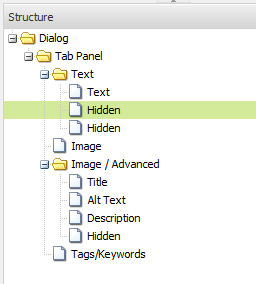 Structure
Dialog
Tab Panel
Text
Text
Hidden
Hidden
Image
Image / Advanced
Title
Alt Text
Description
Hidden
Tags/Keywords